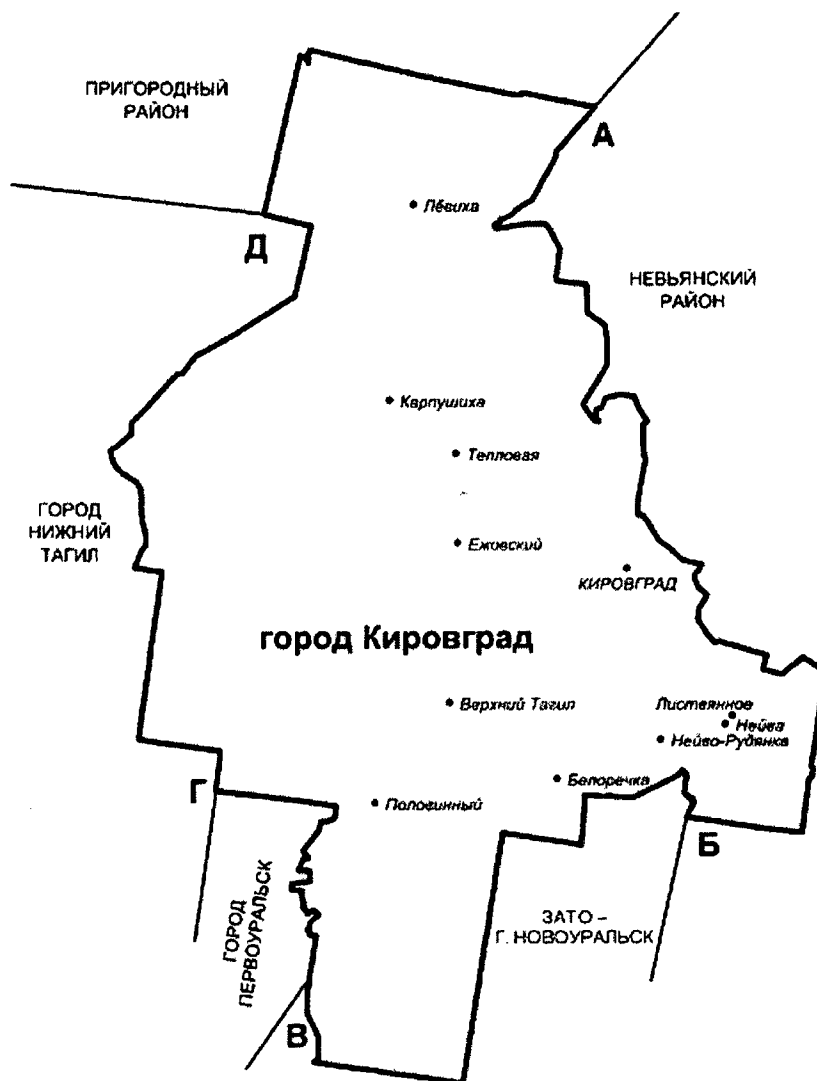 ПРИГОРОДНЫЙ
РАЙОН
А
Лёвиха
Д
НЕВЬЯНСКИЙ
РАЙОН
Карпушиха
Тепловая
ГОРОД
НИЖНИЙ
ТАГИЛ
Ежовский
КИРОВГРАД
город Кировград
Верхний Тагил
Листвянное
Нейва
Нейво-Рудянка
Белоречка
Г
Половинный
Б
ГОРОД
ПЕРВОУРАЛЬСК
ЗАТО –
Г. НОВОУРАЛЬСК
В